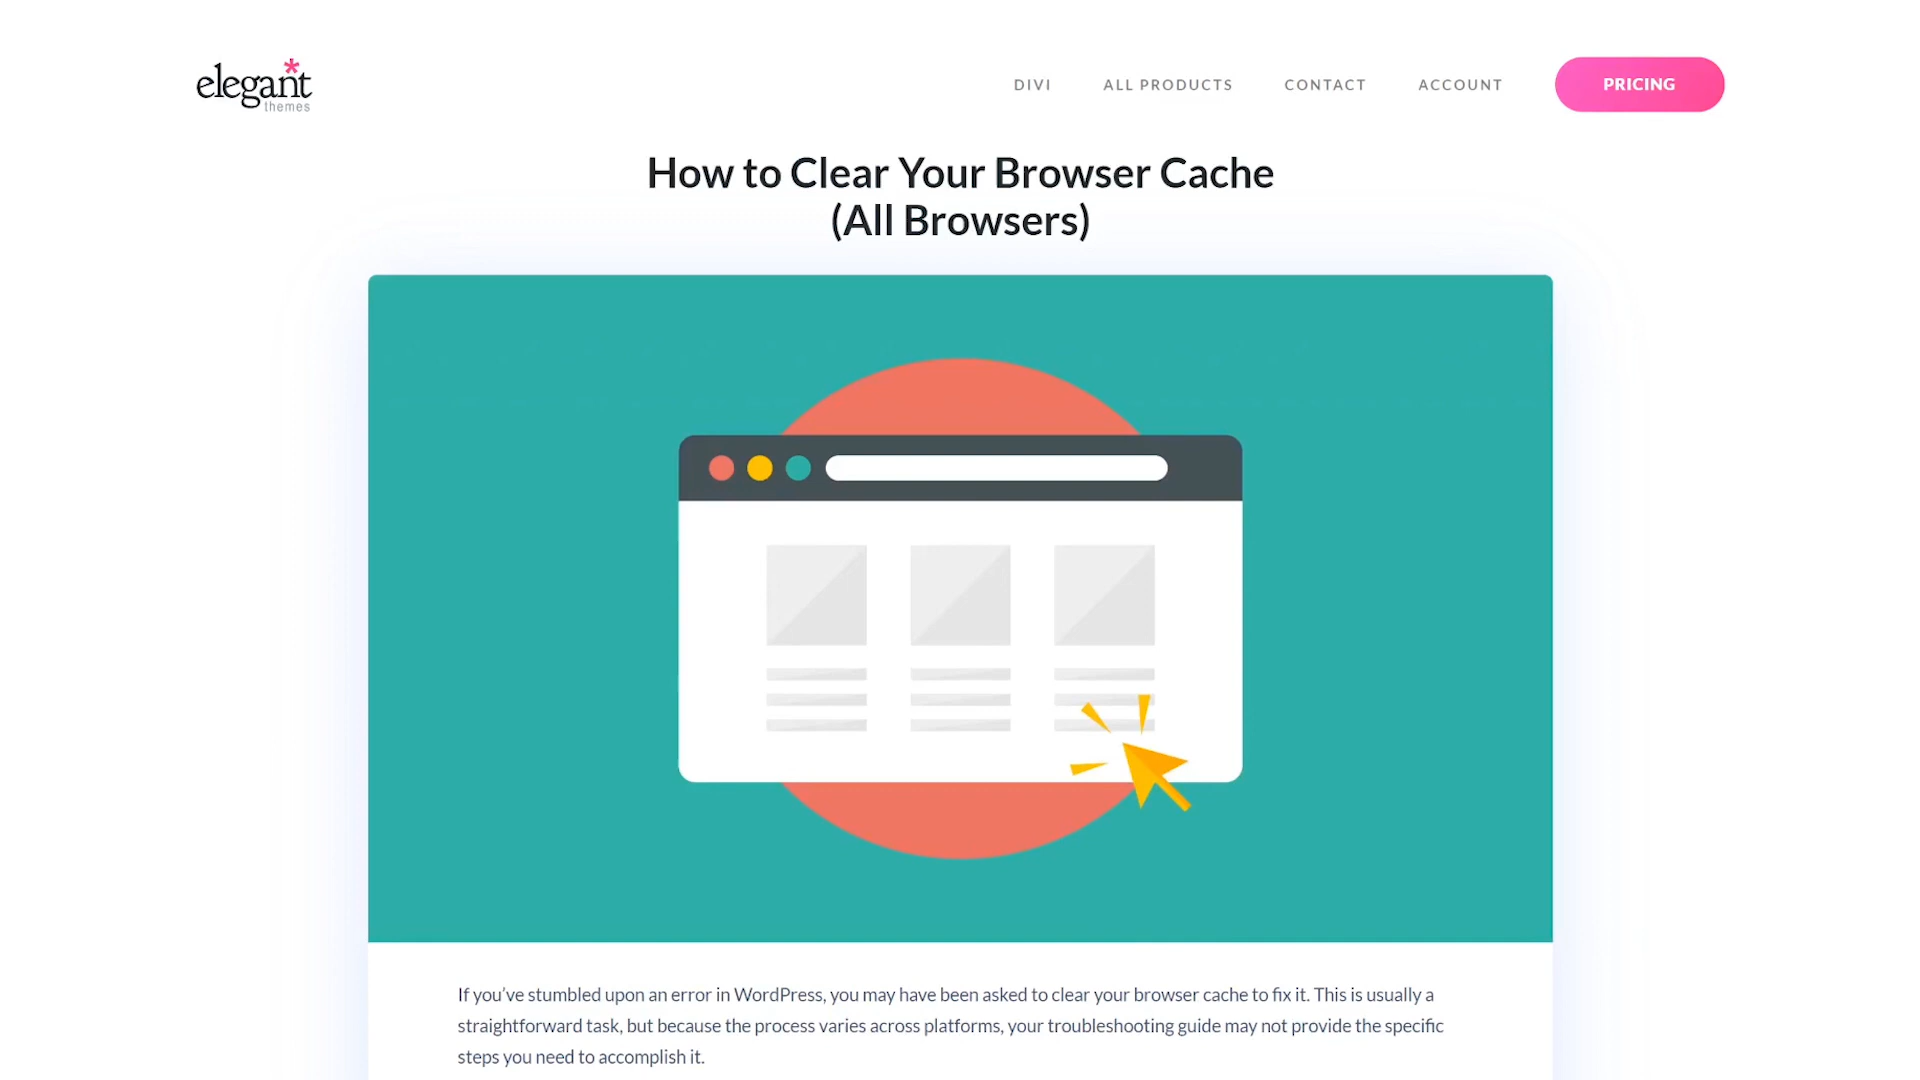 elegant
themes
DIVI
ALL PRODUCTS
CONTACT
ACCOUNT
PRICING
How to Clear Your Browser Cache
(All Browsers)
If you’ve stumbled upon an error in WordPress, you may have been asked to clear your browser cache to fix it. This is usually a
straightforward task, but because the process varies across platforms, your troubleshooting guide may not provide the specific
steps you need to accomplish it.